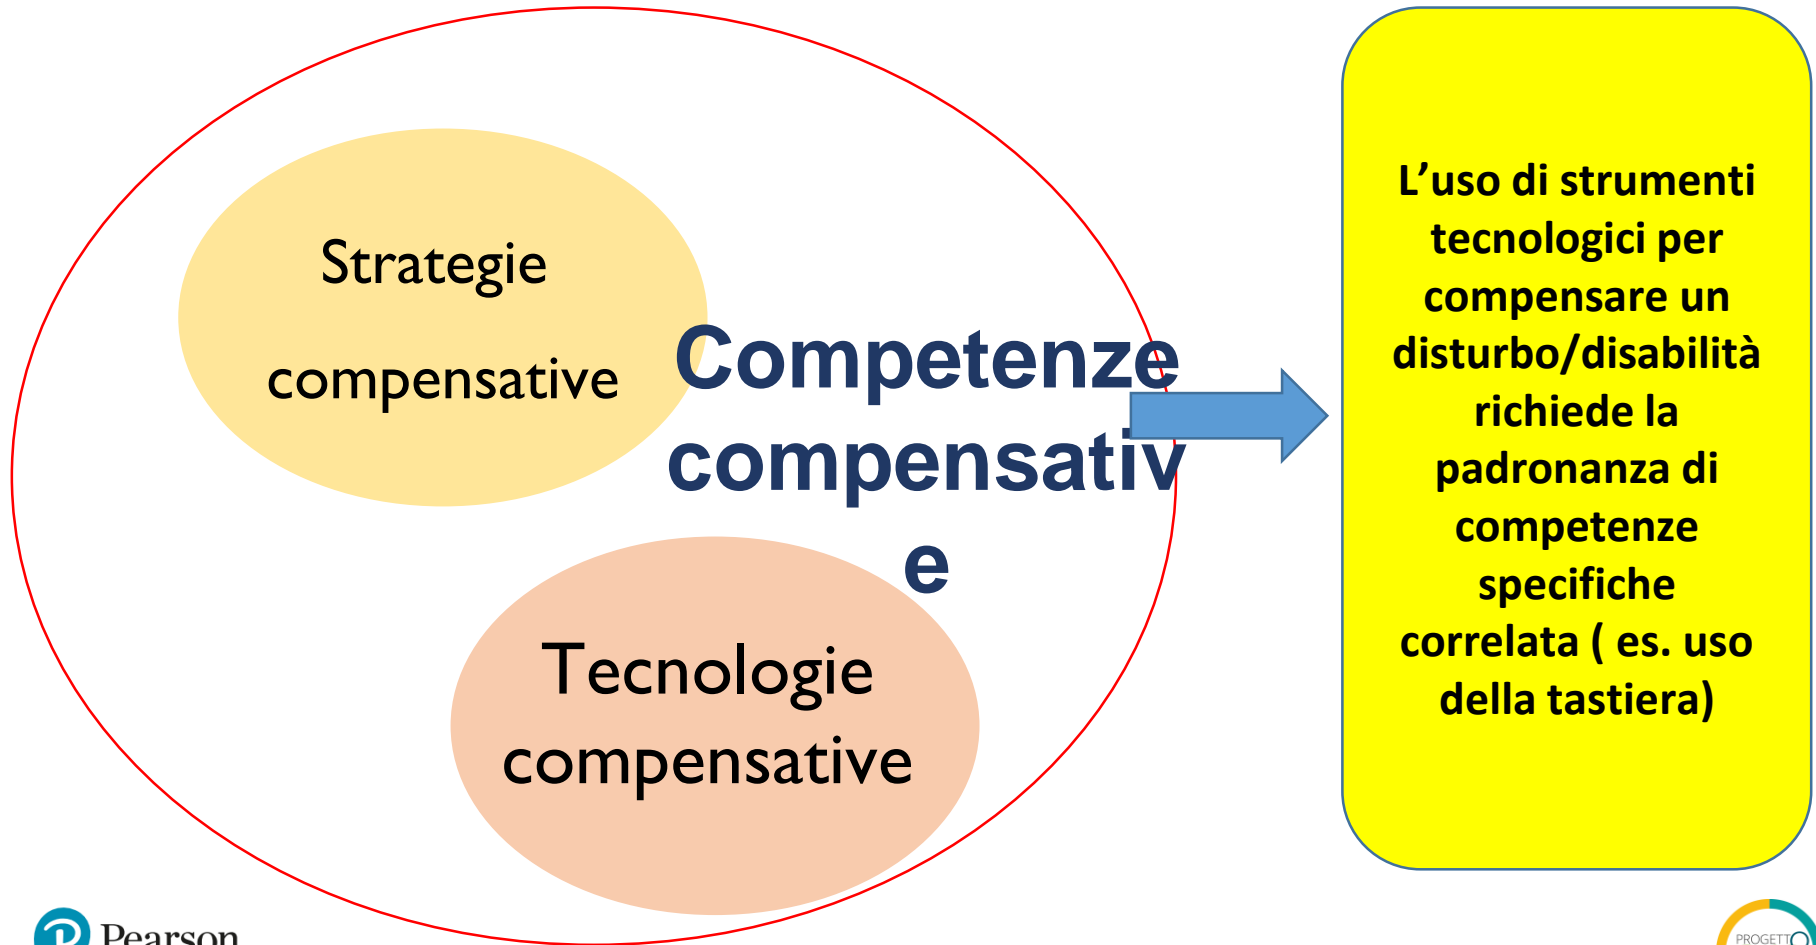 Strategie
compensative
Competenze
compensativ
e
Tecnologie
compensative
L’uso di strumenti
tecnologici per
compensare un
disturbo/disabilità
richiede la
padronanza di
competenze
specifiche
correlata ( es. uso
della tastiera)
Pearson
PROGETTO